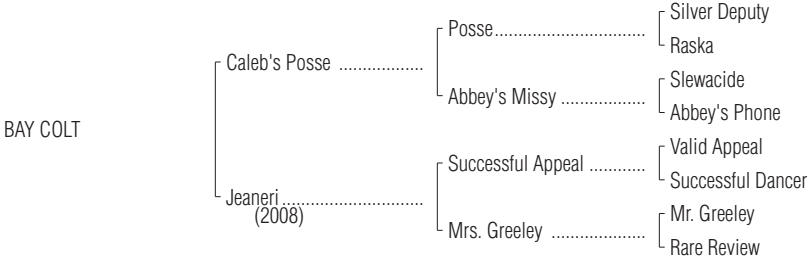 Silver Deputy
Posse................................
Raska
Caleb's Posse ..................
Slewacide
Abbey's Missy ..................
Abbey's Phone
BAY COLT
Valid Appeal
Successful Appeal ............
Successful Dancer
Jeaneri..............................
(2008)
Mr. Greeley
Mrs. Greeley ....................
Rare Review